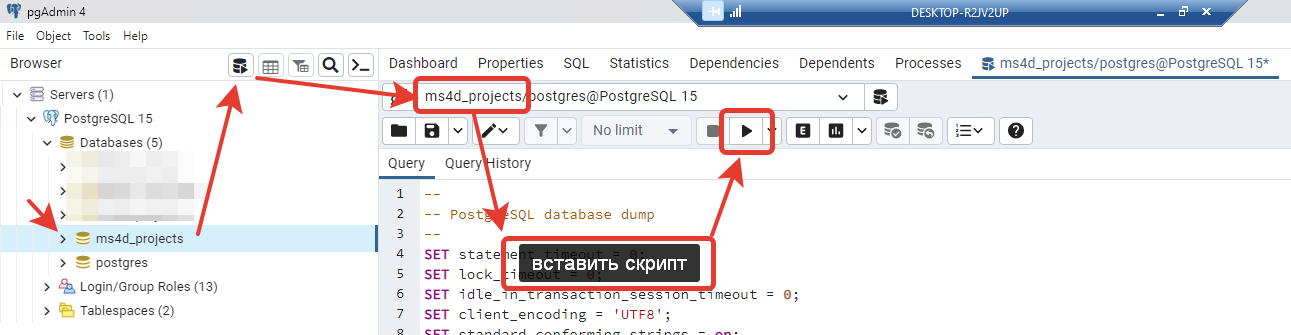 pgAdmin 4
DESKTOP-R2JV2UP
File Object Tools Help
Browser
Dashboard Properties SQL Statistics Dependencies Dependents Processes ms4d_projects/postgres@PostgreSQL 15*
Servers (1)
ms4d_projects/postgres@PostgreSQL 15
PostgreSQL 15
Databases (5)
No limit
E
Query Query History
1 --
2 -- PostgreSQL database dump
3 --
ms4d_projects
4 SET statement_timeout = 0;
вставить скрипт
postgres
5 SET lock_timeout = 0;
Login/Group Roles (13)
6 SET idle_in_transaction_session_timeout = 0;
Tablespaces (2)
7 SET client_encoding = 'UTF8';
8 SET standard_conforming_strings = on;